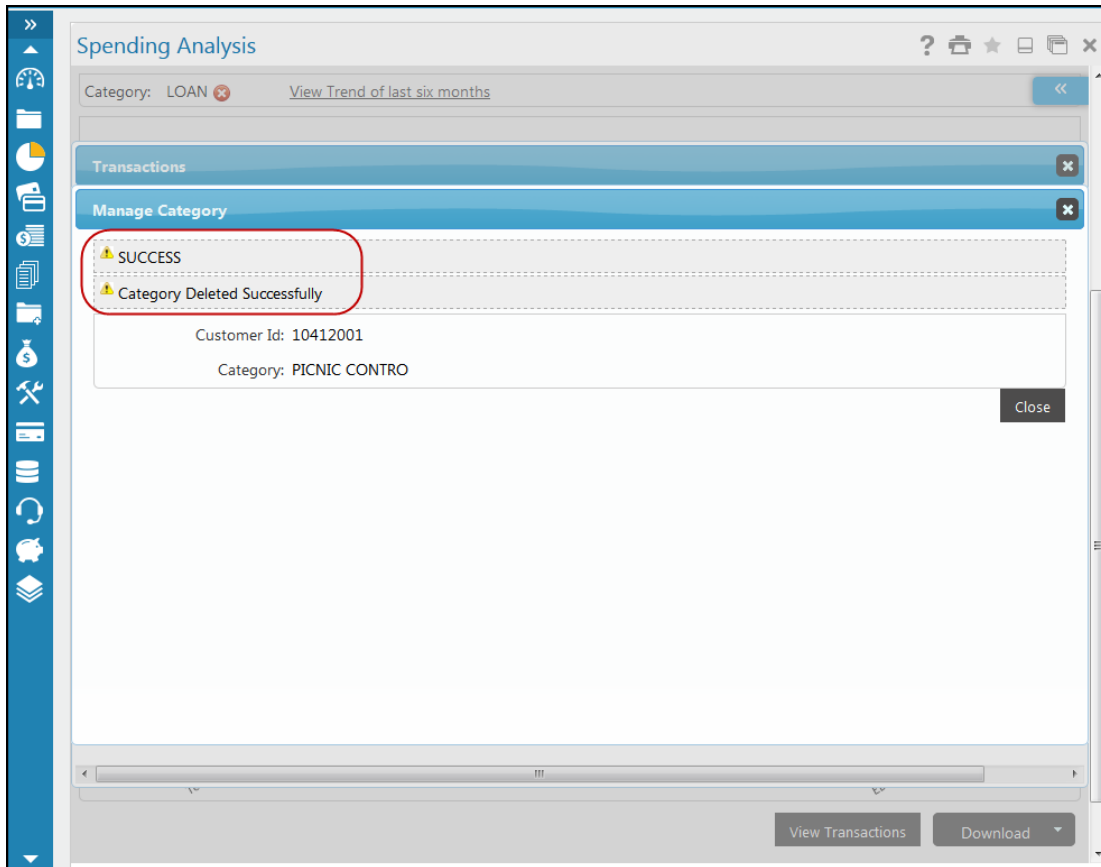 Spending Analysis
Category: LOAN View Trend of last six months
Transactions
Manage Category
SUCCESS
Category Deleted Successfully
Customer Id: 10412001
Category: PICNIC CONTRO
Close
View Transactions Download